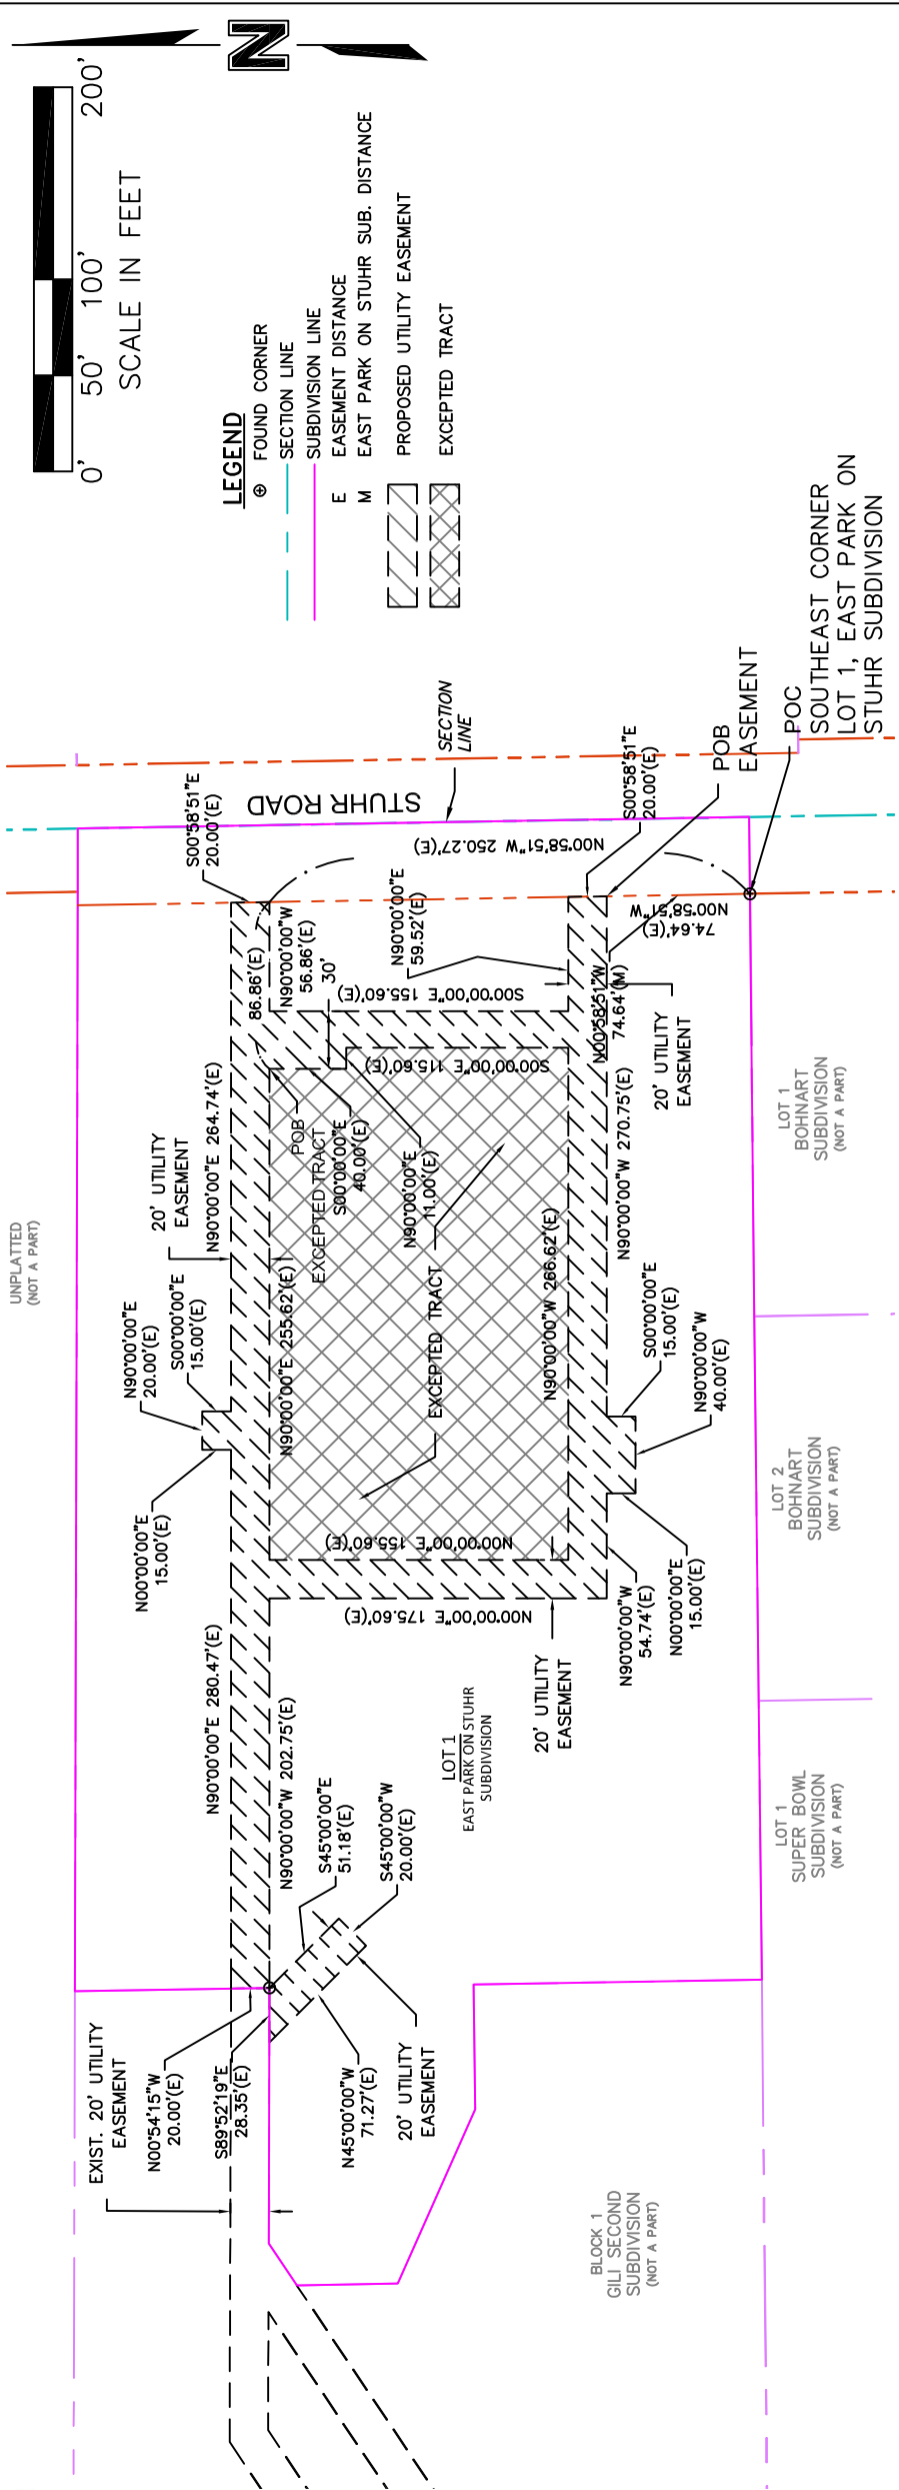 N
0'
50'
100'
200'
SCALE IN FEET
LEGEND
FOUND CORNER
SECTION LINE
SUBDIVISION LINE
E EASEMENT DISTANCE
M EAST PARK ON STUHR SUB. DISTANCE
PROPOSED UTILITY EASEMENT
EXCEPTED TRACT
UNPLATTED
(NOT A PART)
STUHR ROAD
SECTION
LINE
S00°58'51"E
20.00'(E)
N00°58'51"W 250.27'(E)
S00°58'51"E
20.00'(E)
POB
EASEMENT
POC
SOUTHEAST CORNER
LOT 1, EAST PARK ON
STUHR SUBDIVISION
N00°58'51"W
74.64'(E)
N00°58'51"W
74.64'(M)
20' UTILITY
EASEMENT
N90°00'00"E
59.52'(E)
86.86'(E)
N90°00'00"W
56.86'(E)
30'
S00°00'00"E 155.60'(E)
S00°00'00"E 115.60'(E)
POB
EXCEPTED TRACT
S00°00'00"E
40.00'(E)
N90°00'00"E
11.00'(E)
EXCEPTED TRACT
20' UTILITY
EASEMENT
N90°00'00"E 264.74'(E)
N90°00'00"E
20.00'(E)
S00°00'00"E
15.00'(E)
N00°00'00"E
15.00'(E)
N90°00'00"E 255.62'(E)
N90°00'00"W 266.62'(E)
N90°00'00"W 270.75'(E)
S00°00'00"E
15.00'(E)
N90°00'00"W
40.00'(E)
N00°00'00"E
15.00'(E)
N90°00'00"W
54.74'(E)
N00°00'00"E 155.60'(E)
N00°00'00"E 175.60'(E)
20' UTILITY
EASEMENT
N90°00'00"E 280.47'(E)
N90°00'00"W 202.75'(E)
LOT 1
EAST PARK ON STUHR
SUBDIVISION
S45°00'00"E
51.18'(E)
S45°00'00"W
20.00'(E)
EXIST. 20' UTILITY
EASEMENT
N00°54'15"W
20.00'(E)
S89°52'19"E
28.35'(E)
N45°00'00"W
71.27'(E)
20' UTILITY
EASEMENT
LOT 1
BOHNART
SUBDIVISION
(NOT A PART)
LOT 2
BOHNART
SUBDIVISION
(NOT A PART)
LOT 1
SUPER BOWL
SUBDIVISION
(NOT A PART)
BLOCK 1
GILI SECOND
SUBDIVISION
(NOT A PART)